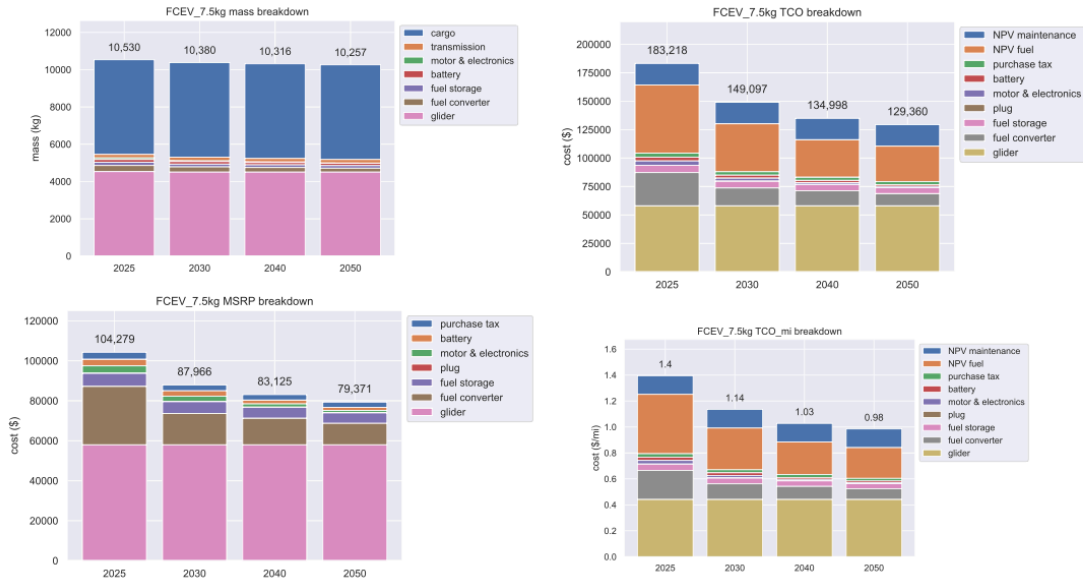 FCEV_7.5kg mass breakdown
12000
10000
8000
6000
4000
2000
0
mass (kg)
10,530
10,380
10,316
10,257
2025
2030
2040
2050
cargo
transmission
motor & electronics
battery
fuel storage
fuel converter
glider
FCEV_7.5kg TCO breakdown
200000
175000
150000
125000
100000
75000
50000
25000
0
cost ($)
183,218
149,097
134,998
129,360
2025
2030
2040
2050
NPV maintenance
NPV fuel
purchase tax
battery
motor & electronics
plug
fuel storage
fuel converter
glider
FCEV_7.5kg MSRP breakdown
120000
100000
80000
60000
40000
20000
0
cost ($)
104,279
87,966
83,125
79,371
2025
2030
2040
2050
purchase tax
battery
motor & electronics
plug
fuel storage
fuel converter
glider
FCEV_7.5kg TCO_mi breakdown
1.6
1.4
1.2
1.0
0.8
0.6
0.4
0.2
0.0
cost ($/mi)
1.4
1.14
1.03
0.98
2025
2030
2040
2050
NPV maintenance
NPV fuel
purchase tax
battery
motor & electronics
plug
fuel storage
fuel converter
glider